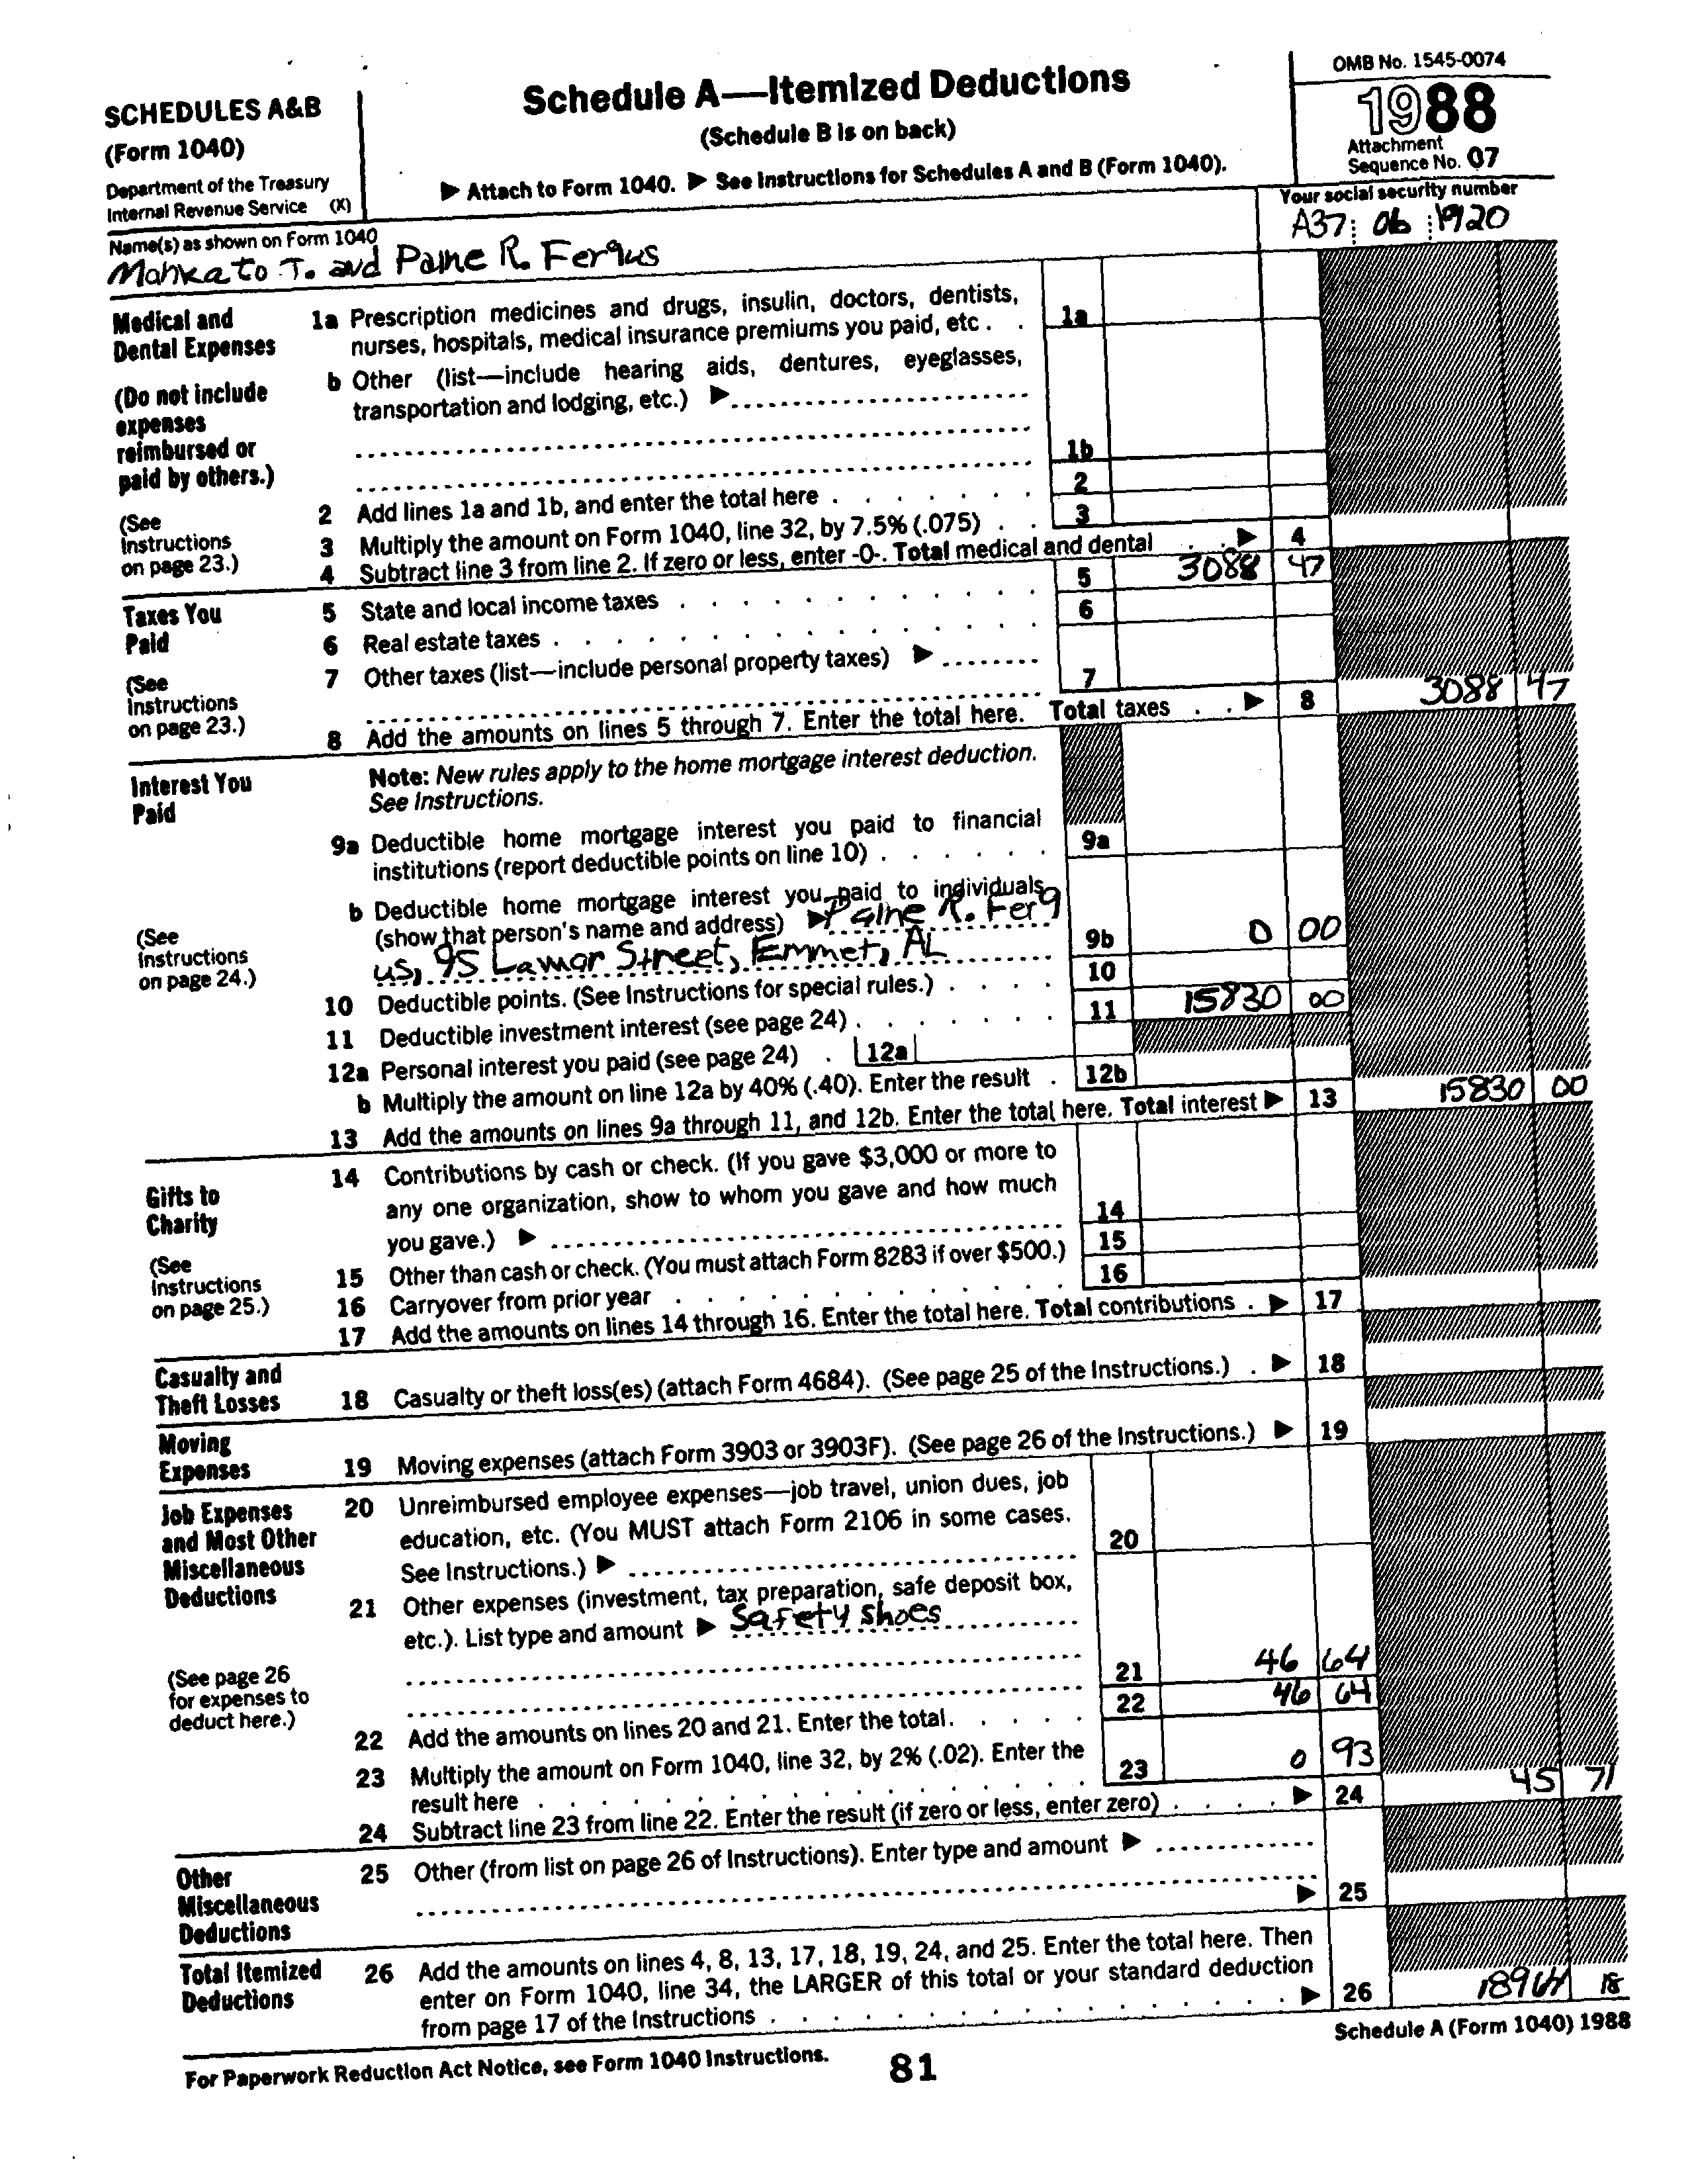 SCHEDULES A&B
(Form 1040)
Department of the Treasury
Internal Revenue Service (X)
Schedule A—Itemized Deductions
(Schedule B is on back)
▶ Attach to Form 1040. ▶ See Instructions for Schedules A and B (Form 1040).
OMB No. 1545-0074
1988
Attachment
Sequence No. 07
Name(s) as shown on Form 1040
Mankato T. and Paine R. Fergus
Your social security number
A37 06 1920
Medical and
Dental Expenses
(Do not include
expenses
reimbursed or
paid by others.)
(See
Instructions
on page 23.)
1a Prescription medicines and drugs, insulin, doctors, dentists,
nurses, hospitals, medical insurance premiums you paid, etc . . 1a
b Other (list—include hearing aids, dentures, eyeglasses,
transportation and lodging, etc.) ▶
1b
2 Add lines 1a and 1b, and enter the total here . . . . . . . 2
3 Multiply the amount on Form 1040, line 32, by 7.5% (.075) . . 3
4 Subtract line 3 from line 2. If zero or less, enter -0-. Total medical and dental . . ▶ 4
Taxes You
Paid
(See
Instructions
on page 23.)
5 State and local income taxes . . . . . . . . . . . . 5 3088 47
6 Real estate taxes . . . . . . . . . . . . . . . . 6
7 Other taxes (list—include personal property taxes) ▶
7
8 Add the amounts on lines 5 through 7. Enter the total here. Total taxes . . ▶ 8 3088 47
Interest You
Paid
(See
Instructions
on page 24.)
Note: New rules apply to the home mortgage interest deduction.
See Instructions.
9a Deductible home mortgage interest you paid to financial
institutions (report deductible points on line 10) . . . . . . 9a
b Deductible home mortgage interest you paid to individuals
(show that person's name and address) ▶ Paine R. Ferg
us, 95 Lamar Street, Emmet, AL 9b 0 00
10 Deductible points. (See Instructions for special rules.) . . . . 10
11 Deductible investment interest (see page 24) . . . . . . . 11 15830 00
12a Personal interest you paid (see page 24) . 12a
b Multiply the amount on line 12a by 40% (.40). Enter the result . 12b
13 Add the amounts on lines 9a through 11, and 12b. Enter the total here. Total interest ▶ 13 15830 00
Gifts to
Charity
(See
Instructions
on page 25.)
14 Contributions by cash or check. (If you gave $3,000 or more to
any one organization, show to whom you gave and how much
you gave.) ▶ 14
15 Other than cash or check. (You must attach Form 8283 if over $500.) 15
16 Carryover from prior year . . . . . . . . . . . . . 16
17 Add the amounts on lines 14 through 16. Enter the total here. Total contributions . ▶ 17
Casualty and
Theft Losses
18 Casualty or theft loss(es) (attach Form 4684). (See page 25 of the Instructions.) . ▶ 18
Moving
Expenses
19 Moving expenses (attach Form 3903 or 3903F). (See page 26 of the Instructions.) ▶ 19
Job Expenses
and Most Other
Miscellaneous
Deductions
(See page 26
for expenses to
deduct here.)
20 Unreimbursed employee expenses—job travel, union dues, job
education, etc. (You MUST attach Form 2106 in some cases.
See Instructions.) ▶ 20
21 Other expenses (investment, tax preparation, safe deposit box,
etc.). List type and amount ▶ Safety shoes
21 46 64
22 Add the amounts on lines 20 and 21. Enter the total. . . . . 22 46 64
23 Multiply the amount on Form 1040, line 32, by 2% (.02). Enter the
result here . . . . . . . . . . . . . . . . . 23 0 93
24 Subtract line 23 from line 22. Enter the result (if zero or less, enter zero) . . . . ▶ 24 45 71
Other
Miscellaneous
Deductions
25 Other (from list on page 26 of Instructions). Enter type and amount ▶
▶ 25
Total Itemized
Deductions
26 Add the amounts on lines 4, 8, 13, 17, 18, 19, 24, and 25. Enter the total here. Then
enter on Form 1040, line 34, the LARGER of this total or your standard deduction
from page 17 of the Instructions . . . . . . . . . . . . . . . . ▶ 26 18964 18
For Paperwork Reduction Act Notice, see Form 1040 Instructions.
81
Schedule A (Form 1040) 1988